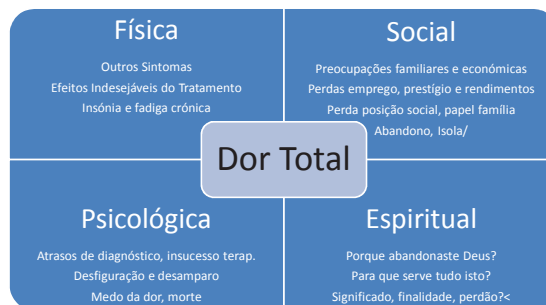 Física
Outros Sintomas
Efeitos Indesejáveis do Tratamento
Insónia e fadiga crónica
Social
Preocupações familiares e económicas
Perdas emprego, prestígio e rendimentos
Perda posição social, papel família
Abandono, Isola/
Dor Total
Psicológica
Atrasos de diagnóstico, insucesso terap.
Desfiguração e desamparo
Medo da dor, morte
Espiritual
Porque abandonaste Deus?
Para que serve tudo isto?
Significado, finalidade, perdão?<